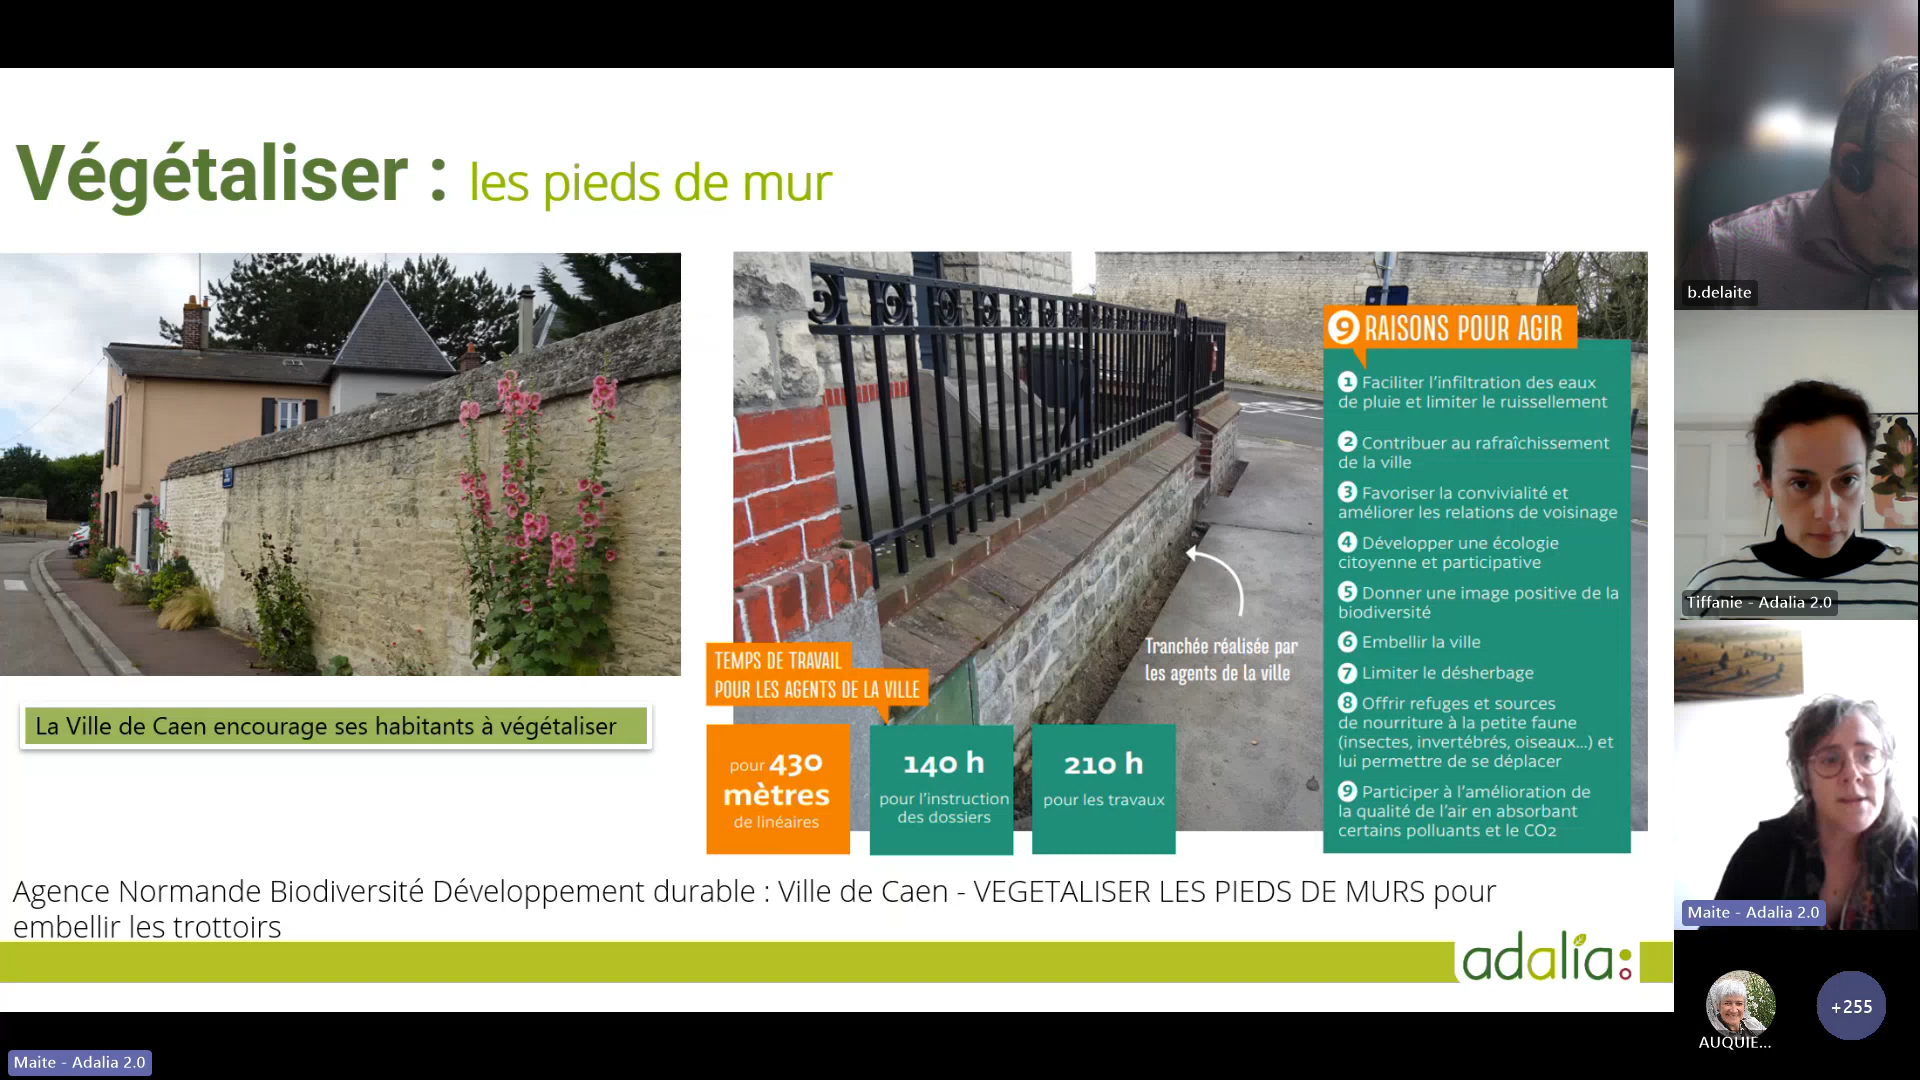 Végétaliser : les pieds de mur
La Ville de Caen encourage ses habitants à végétaliser
TEMPS DE TRAVAIL
POUR LES AGENTS DE LA VILLE
pour 430
mètres
de linéaires
140 h
pour l'instruction
des dossiers
210 h
pour les travaux
Tranchée réalisée par
les agents de la ville
9 RAISONS POUR AGIR
1 Faciliter l'infiltration des eaux
de pluie et limiter le ruissellement
2 Contribuer au rafraîchissement
de la ville
3 Favoriser la convivialité et
améliorer les relations de voisinage
4 Développer une écologie
citoyenne et participative
5 Donner une image positive de la
biodiversité
6 Embellir la ville
7 Limiter le désherbage
8 Offrir refuges et sources
de nourriture à la petite faune
(insectes, invertébrés, oiseaux...) et
lui permettre de se déplacer
9 Participer à l'amélioration de
la qualité de l'air en absorbant
certains polluants et le CO2
Agence Normande Biodiversité Développement durable : Ville de Caen - VEGETALISER LES PIEDS DE MURS pour
embellir les trottoirs
adalia:
b.delaite
Tiffanie - Adalia 2.0
Maite - Adalia 2.0
AUQUIE...
+255
Maite - Adalia 2.0